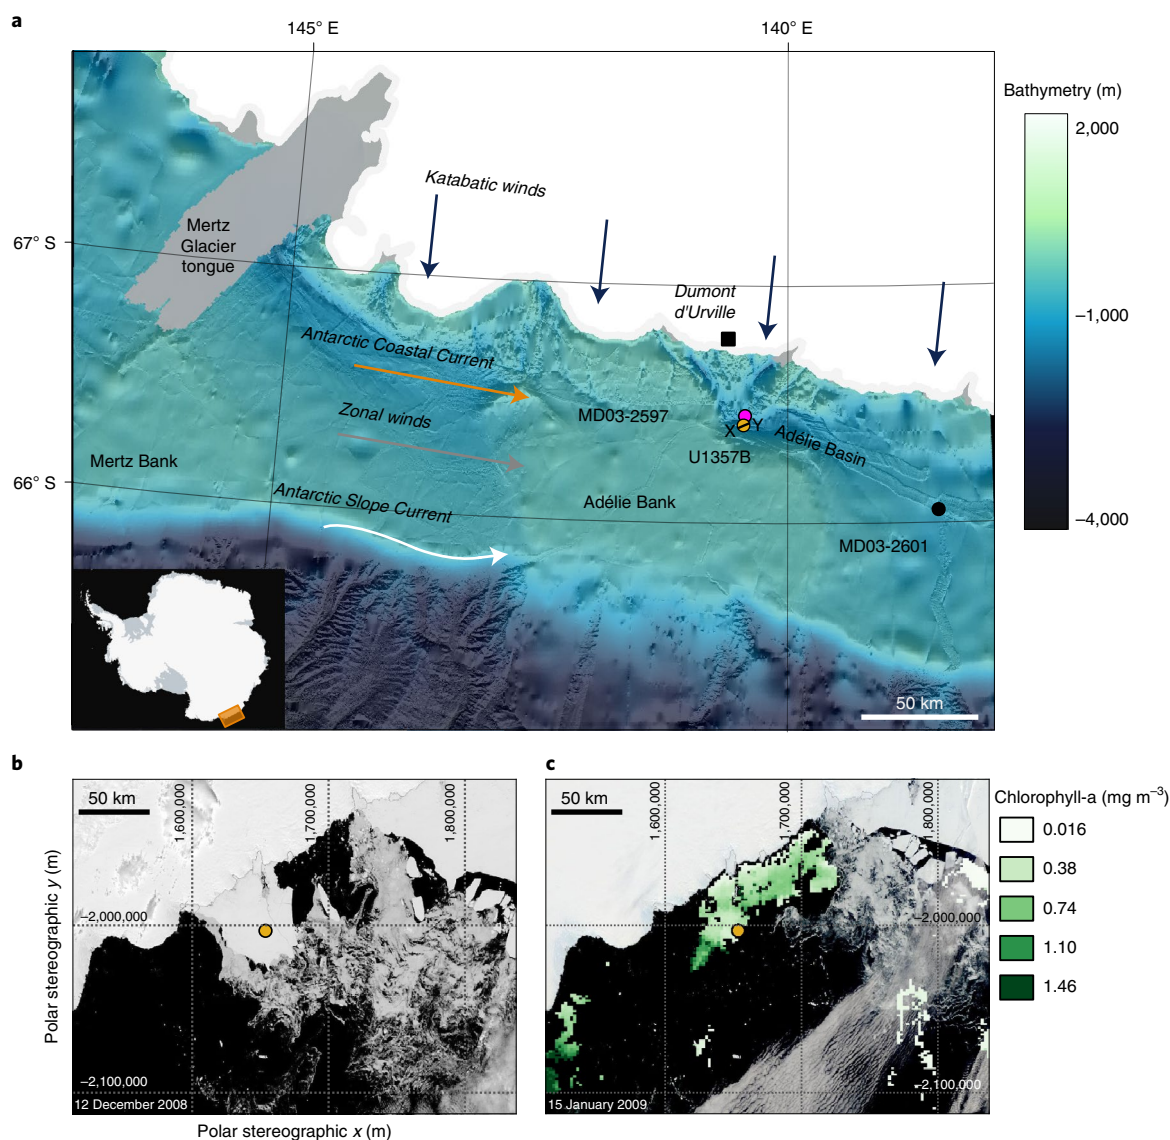 a
145° E
140° E
Bathymetry (m)
2,000
−1,000
−4,000
Katabatic winds
Mertz
Glacier
tongue
67° S
Dumont
d'Urville
Antarctic Coastal Current
MD03-2597
X
Y
Zonal winds
Adélie Basin
U1357B
Mertz Bank
66° S
Antarctic Slope Current
Adélie Bank
MD03-2601
50 km
b
50 km
1,600,000
1,700,000
1,800,000
−2,000,000
−2,100,000
12 December 2008
Polar stereographic y (m)
Polar stereographic x (m)
c
50 km
1,600,000
1,700,000
1,800,000
−2,000,000
−2,100,000
15 January 2009
Chlorophyll-a (mg m⁻³)
0.016
0.38
0.74
1.10
1.46